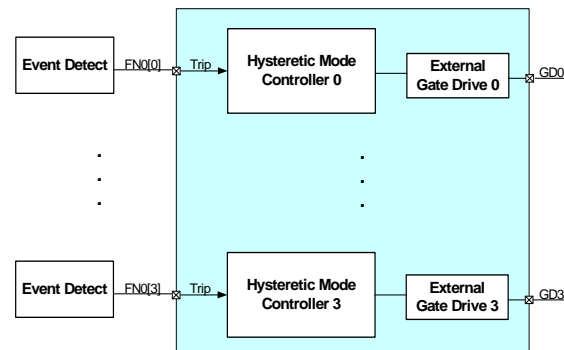 Event Detect
FN0[0]
Trip
Hysteretic Mode
Controller 0
External
Gate Drive 0
GD0
Event Detect
FN0[3]
Trip
Hysteretic Mode
Controller 3
External
Gate Drive 3
GD3